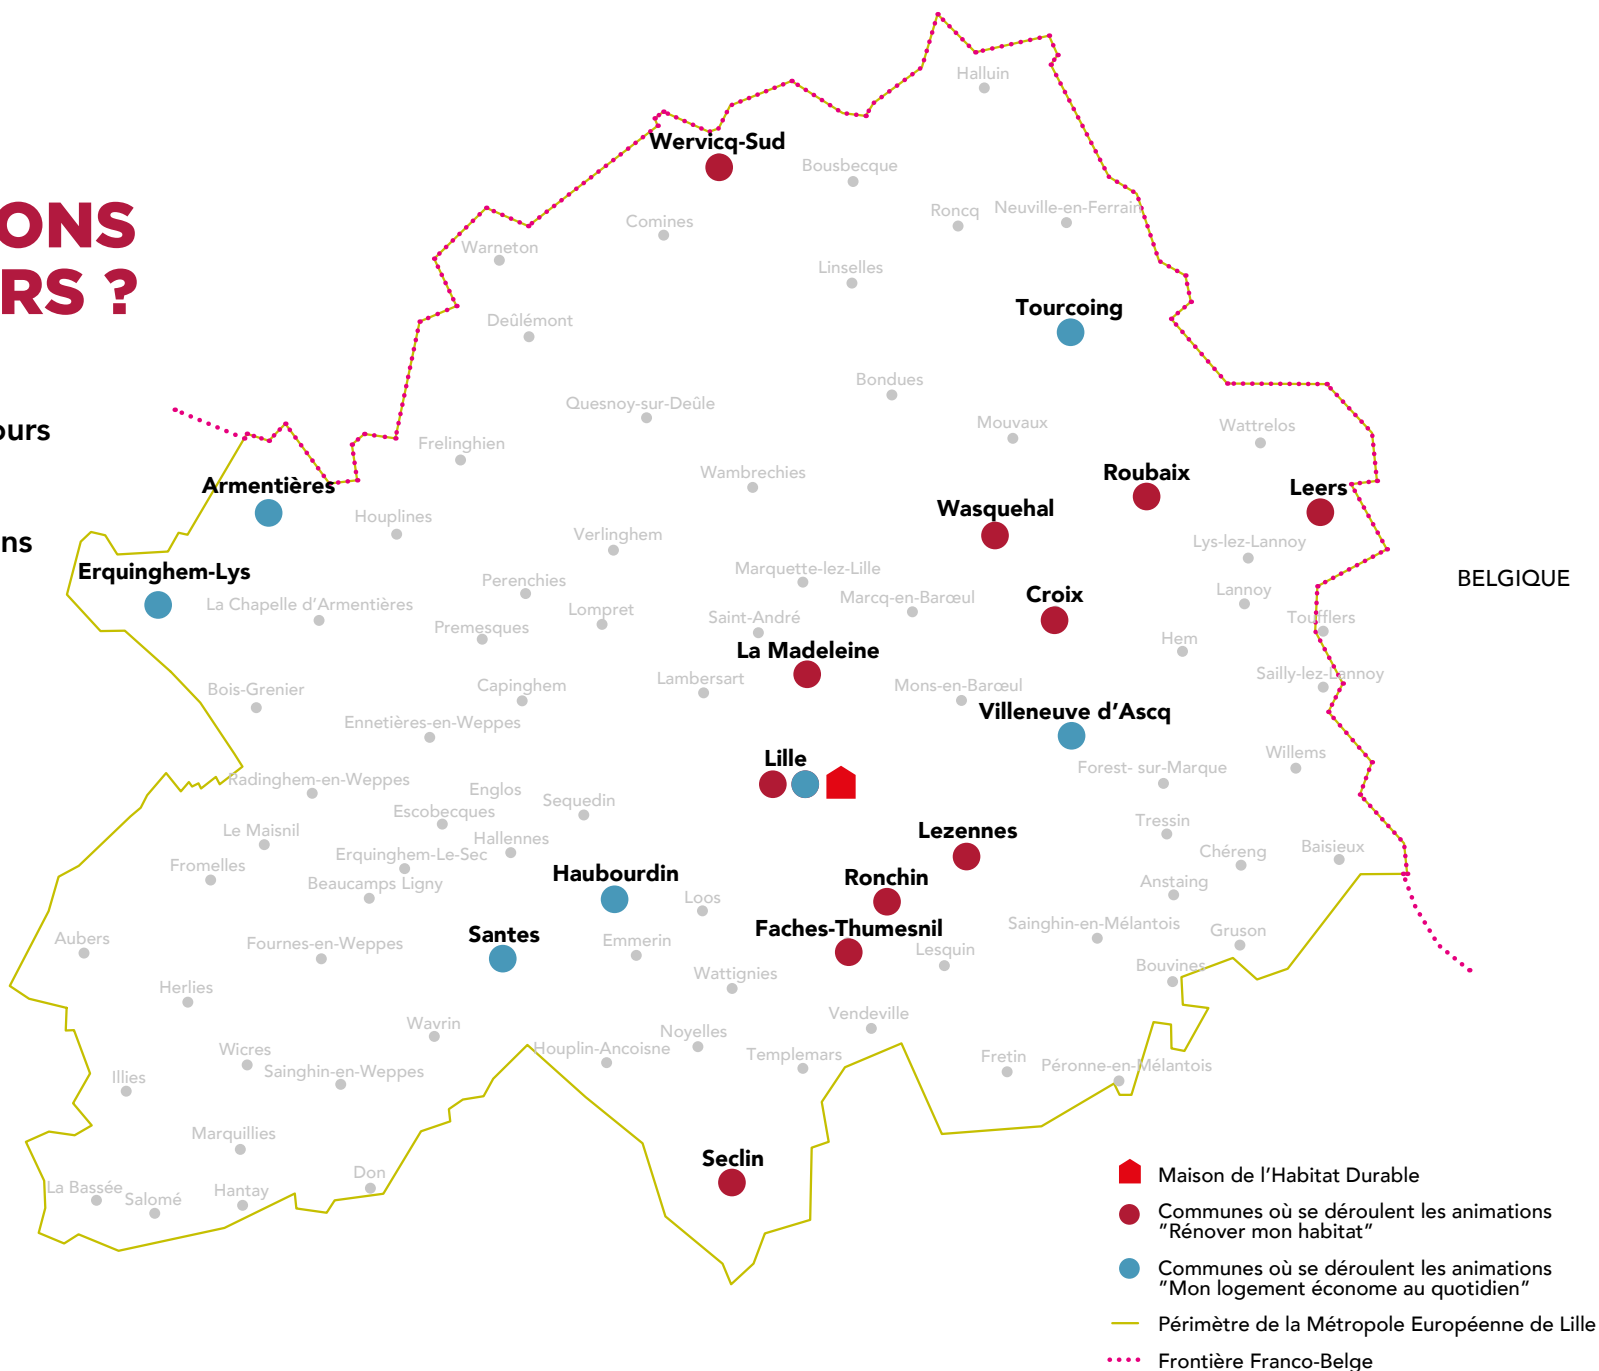 ONS
RS ?
ours
ns
Halluin
Wervicq-Sud
Bousbecque
Roncq
Neuville-en-Ferrain
Comines
Warneton
Linselles
Tourcoing
Deûlémont
Bondues
Quesnoy-sur-Deûle
Mouvaux
Wattrelos
Frelinghien
Wambrechies
Roubaix
Leers
Armentières
Wasquehal
Houplines
Verlinghem
Lys-lez-Lannoy
Erquinghem-Lys
Marquette-lez-Lille
BELGIQUE
Perenchies
Lannoy
La Chapelle d’Armentières
Lompret
Marcq-en-Barœul
Croix
Saint-André
Toufflers
Premesques
Hem
La Madeleine
Bois-Grenier
Capinghem
Lambersart
Mons-en-Barœul
Sailly-lez-Lannoy
Ennetières-en-Weppes
Villeneuve d’Ascq
Lille
Willems
Forest- sur-Marque
Radinghem-en-Weppes
Englos
Sequedin
Escobecques
Tressin
Le Maisnil
Hallennes
Lezennes
Erquinghem-Le-Sec
Chéreng
Baisieux
Fromelles
Haubourdin
Ronchin
Beaucamps Ligny
Loos
Anstaing
Aubers
Fournes-en-Weppes
Santes
Emmerin
Faches-Thumesnil
Sainghin-en-Mélantois
Gruson
Lesquin
Bouvines
Wattignies
Herlies
Wavrin
Vendeville
Noyelles
Wicres
Houplin-Ancoisne
Templemars
Fretin
Péronne-en-Mélantois
Sainghin-en-Weppes
Illies
Marquillies
Seclin
Don
La Bassée
Salomé
Hantay
Maison de l’Habitat Durable
Communes où se déroulent les animations
”Rénover mon habitat”
Communes où se déroulent les animations
”Mon logement économe au quotidien”
Périmètre de la Métropole Européenne de Lille
Frontière Franco-Belge